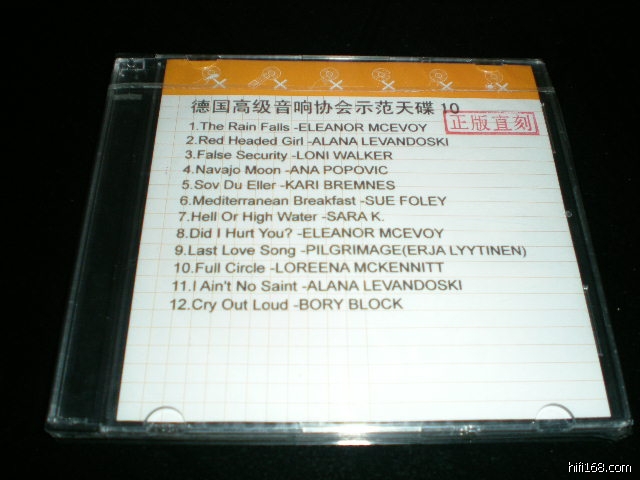 德国高级音响协会示范天碟 10
正版直刻
1.The Rain Falls -ELEANOR MCEVOY
2.Red Headed Girl -ALANA LEVANDOSKI
3.False Security -LONI WALKER
4.Navajo Moon -ANA POPOVIC
5.Sov Du Eller -KARI BREMNES
6.Mediterranean Breakfast -SUE FOLEY
7.Hell Or High Water -SARA K.
8.Did I Hurt You? -ELEANOR MCEVOY
9.Last Love Song -PILGRIMAGE(ERJA LYYTINEN)
10.Full Circle -LOREENA MCKENNITT
11.I Ain't No Saint -ALANA LEVANDOSKI
12.Cry Out Loud -BORY BLOCK
hifi168.com